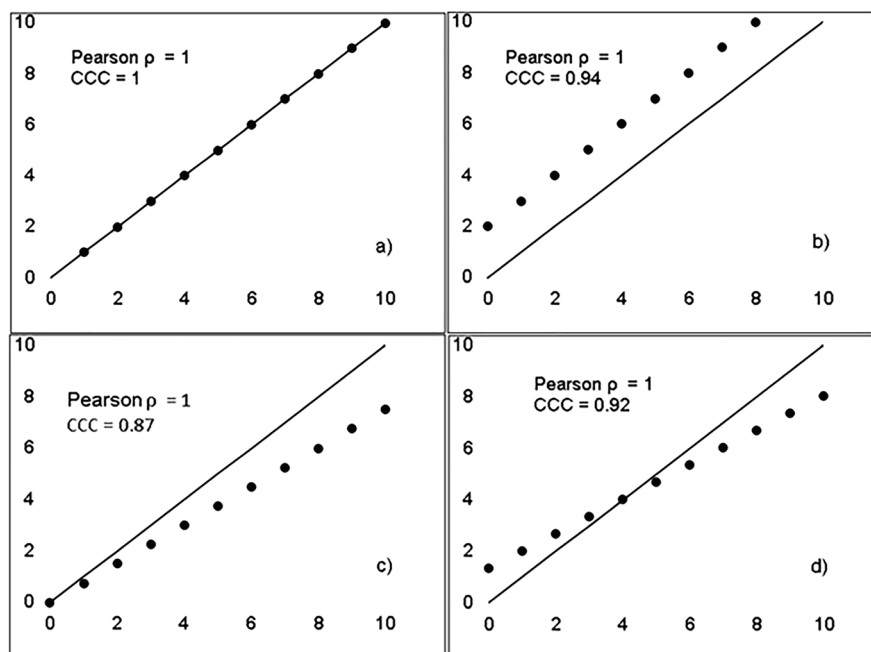 10
Pearson ρ = 1
CCC = 1
8
6
4
2
0
a)
0 2 4 6 8 10
10
Pearson ρ = 1
CCC = 0.94
8
6
4
2
0
b)
0 2 4 6 8 10
10
Pearson ρ = 1
CCC = 0.87
8
6
4
2
0
c)
0 2 4 6 8 10
10
Pearson ρ = 1
CCC = 0.92
8
6
4
2
0
d)
0 2 4 6 8 10